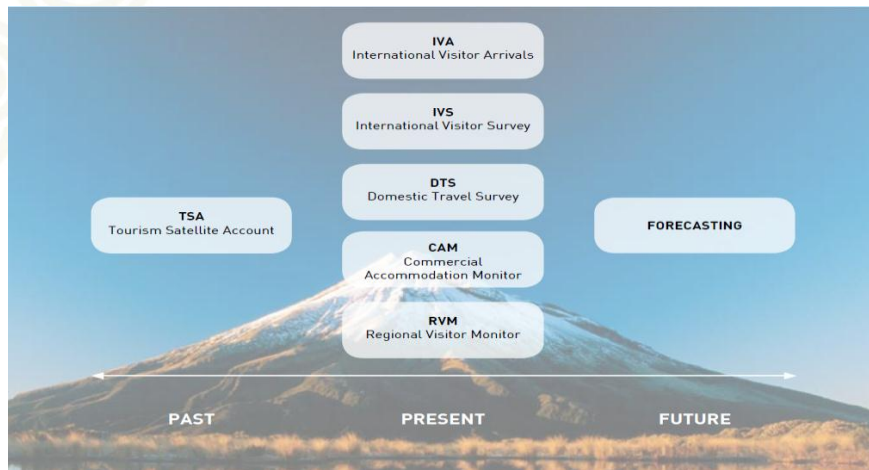 IVA
International Visitor Arrivals
IVS
International Visitor Survey
DTS
Domestic Travel Survey
TSA
Tourism Satellite Account
FORECASTING
CAM
Commercial
Accommodation Monitor
RVM
Regional Visitor Monitor
PAST
PRESENT
FUTURE